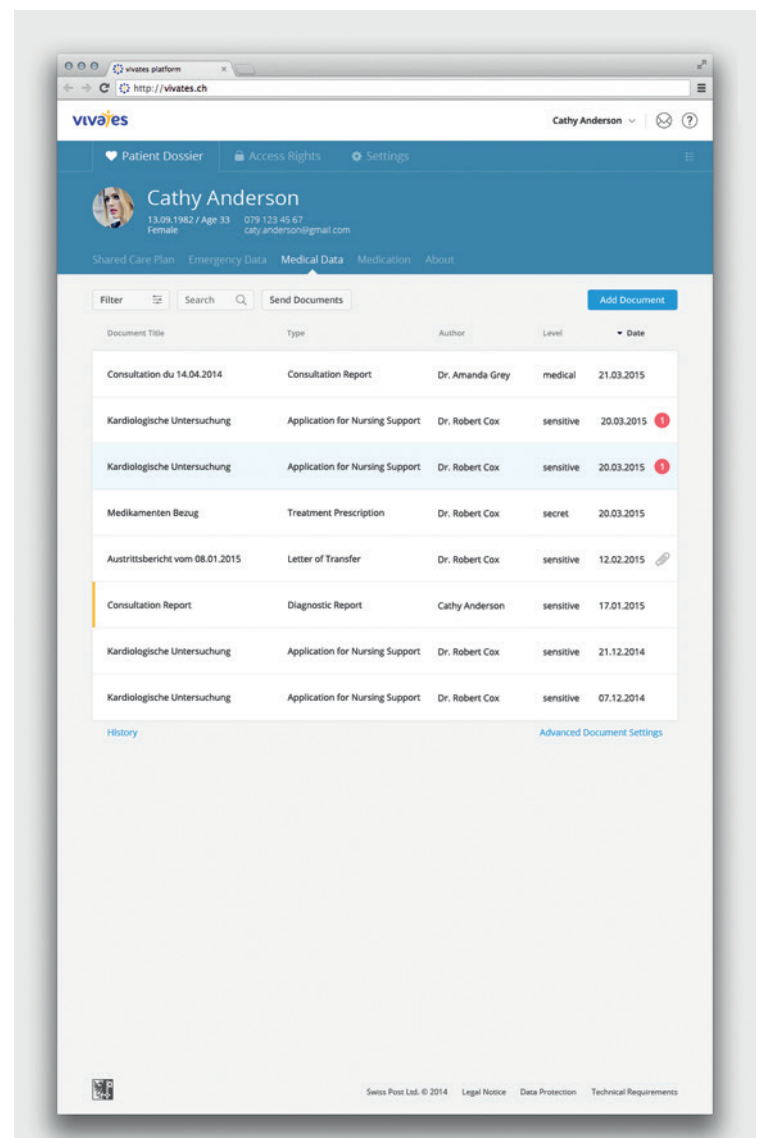 vivates platform
http://vivates.ch
vivates
Cathy Anderson
Patient Dossier Access Rights Settings
Cathy Anderson
13.09.1982 / Age 33 079 123 45 67
Female caty.anderson@gmail.com
Shared Care Plan Emergency Data Medical Data Medication About
Filter Search Send Documents Add Document
Document Title Type Author Level Date
Consultation du 14.04.2014 Consultation Report Dr. Amanda Grey medical 21.03.2015
Kardiologische Untersuchung Application for Nursing Support Dr. Robert Cox sensitive 20.03.2015 1
Kardiologische Untersuchung Application for Nursing Support Dr. Robert Cox sensitive 20.03.2015 1
Medikamenten Bezug Treatment Prescription Dr. Robert Cox secret 20.03.2015
Austrittsbericht vom 08.01.2015 Letter of Transfer Dr. Robert Cox sensitive 12.02.2015
Consultation Report Diagnostic Report Cathy Anderson sensitive 17.01.2015
Kardiologische Untersuchung Application for Nursing Support Dr. Robert Cox sensitive 21.12.2014
Kardiologische Untersuchung Application for Nursing Support Dr. Robert Cox sensitive 07.12.2014
History Advanced Document Settings
Swiss Post Ltd. © 2014 Legal Notice Data Protection Technical Requirements